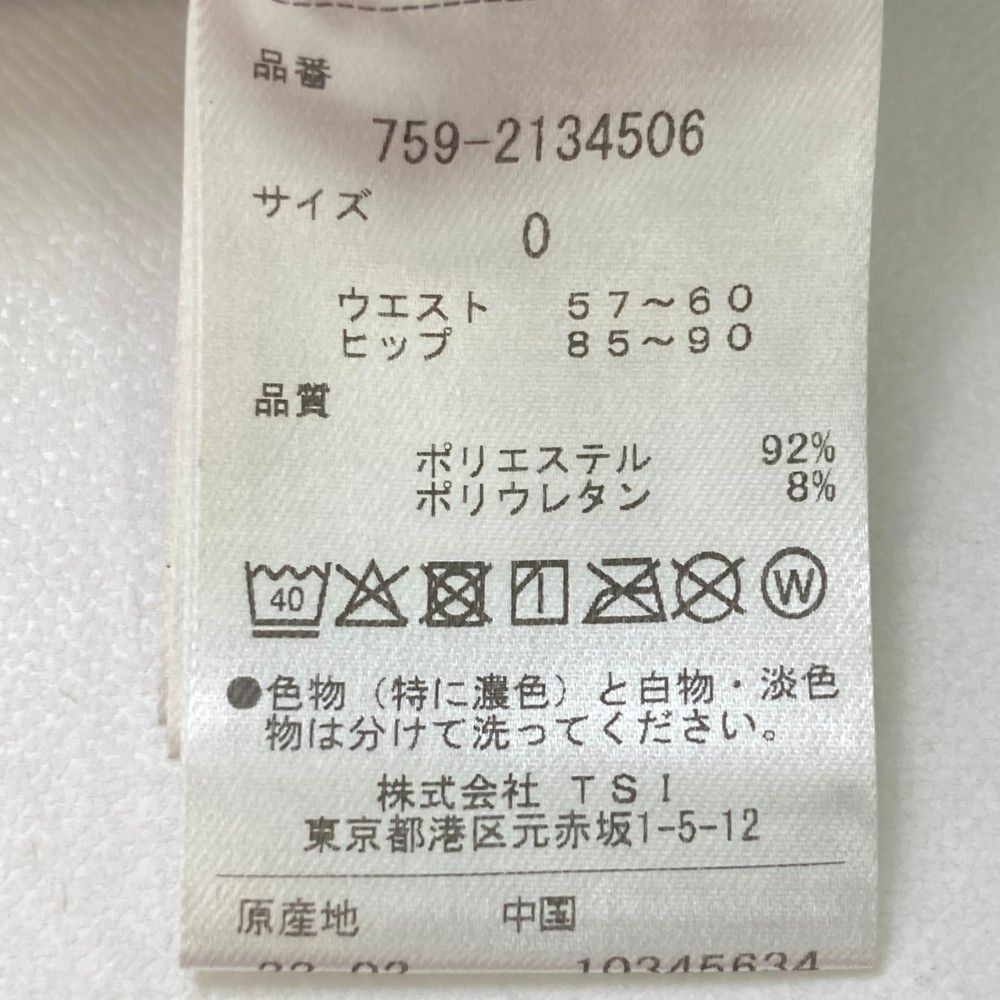 品番
759-2134506
サイズ
0
ウエスト 57～60
ヒップ 85～90
品質
ポリエステル 92%
ポリウレタン 8%
40 W
●色物（特に濃色）と白物・淡色
物は分けて洗ってください。
株式会社 TSI
東京都港区元赤坂1-5-12
原産地 中国
10345634